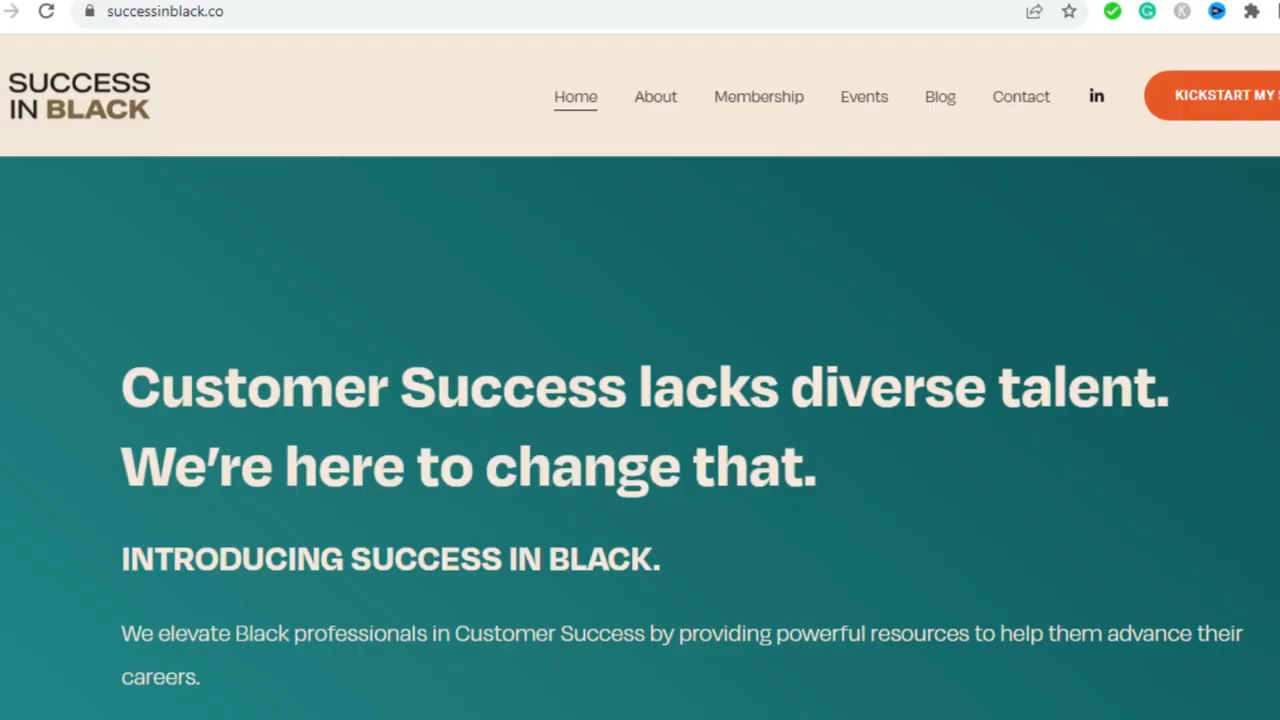 successinblack.co
SUCCESS
IN BLACK
Home About Membership Events Blog Contact in KICKSTART MY
Customer Success lacks diverse talent.
We’re here to change that.
INTRODUCING SUCCESS IN BLACK.
We elevate Black professionals in Customer Success by providing powerful resources to help them advance their
careers.